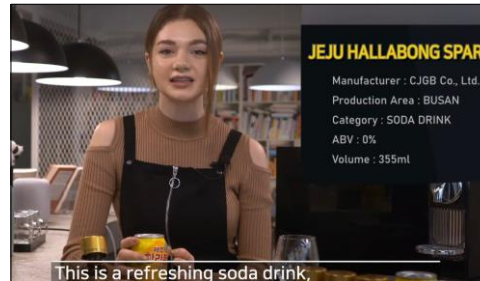 JEJU HALLABONG SPAR
Manufacturer : CJGB Co., Ltd.
Production Area : BUSAN
Category : SODA DRINK
ABV : 0%
Volume : 355ml
This is a refreshing soda drink,